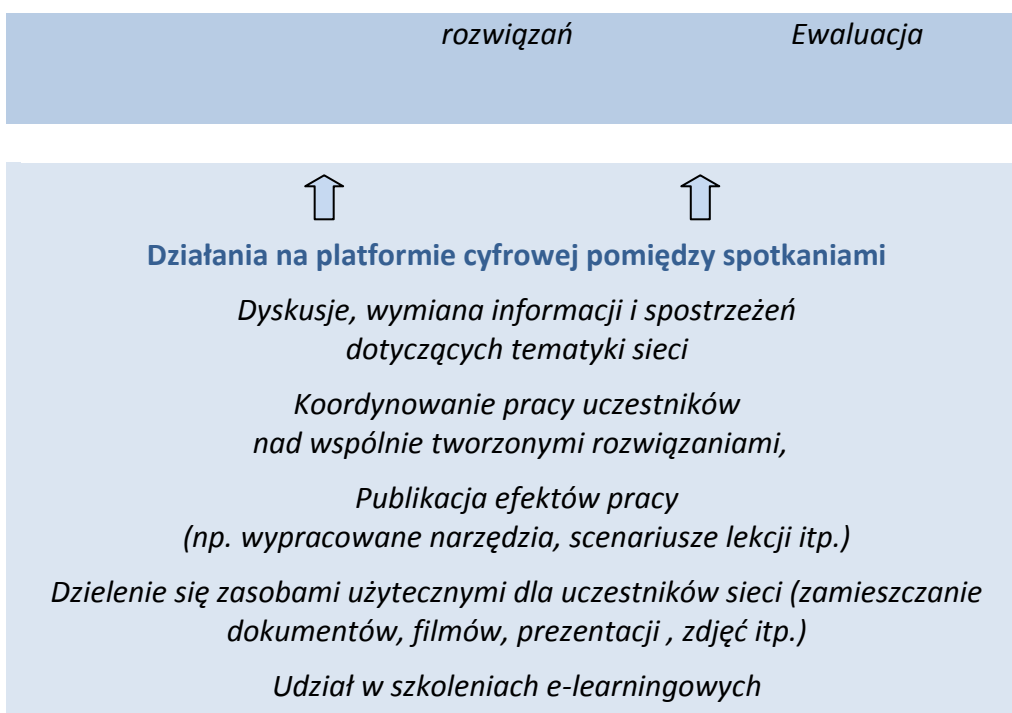 rozwiązań Ewaluacja
Działania na platformie cyfrowej pomiędzy spotkaniami
Dyskusje, wymiana informacji i spostrzeżeń
dotyczących tematyki sieci
Koordynowanie pracy uczestników
nad wspólnie tworzonymi rozwiązaniami,
Publikacja efektów pracy
(np. wypracowane narzędzia, scenariusze lekcji itp.)
Dzielenie się zasobami użytecznymi dla uczestników sieci (zamieszczanie
dokumentów, filmów, prezentacji , zdjęć itp.)
Udział w szkoleniach e-learningowych